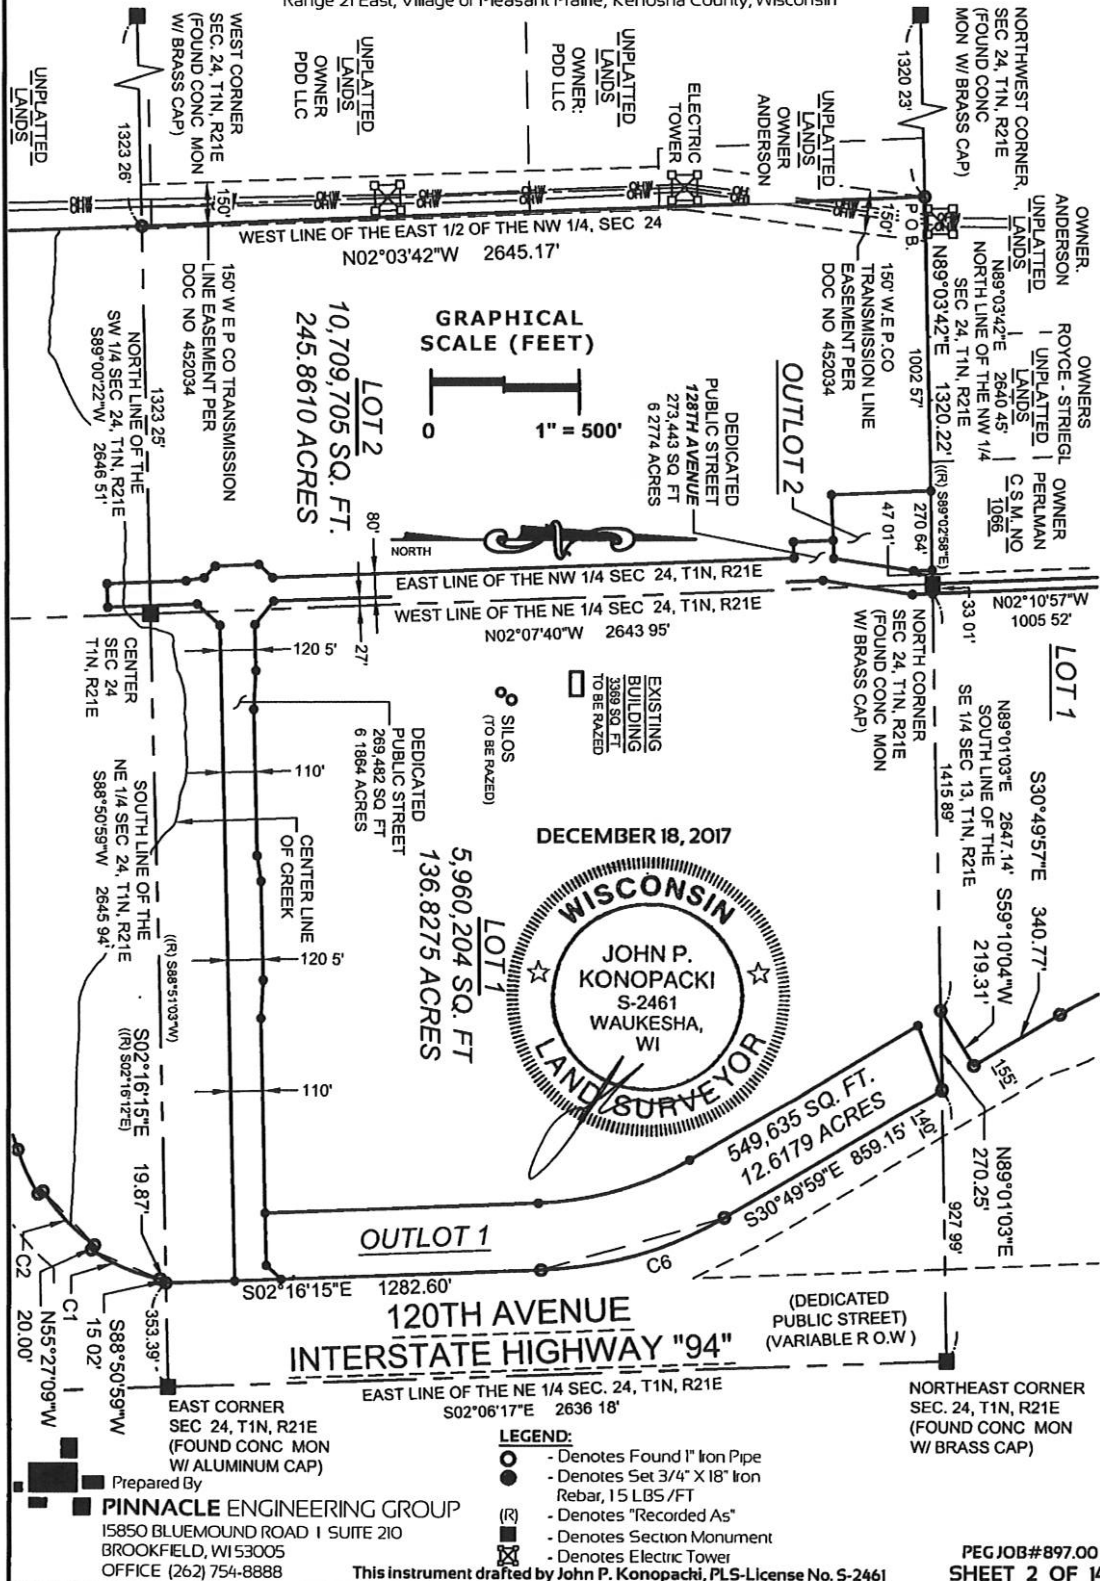 Range 21 East, Village of Pleasant Prairie, Kenosha County, Wisconsin
WEST CORNER
SEC. 24, T1N, R21E
(FOUND CONC MON
W/ BRASS CAP)
UNPLATTED
LANDS
1323 26'
UNPLATTED
LANDS
OWNER
PDD LLC
UNPLATTED
LANDS
OWNER:
PDD LLC
ELECTRIC
TOWER
UNPLATTED
LANDS
OWNER
ANDERSON
1320 23'
NORTHWEST CORNER,
SEC 24, T1N, R21E
(FOUND CONC
MON W/ BRASS CAP)
OWNER.
ANDERSON
UNPLATTED
LANDS
OWNERS
ROYCE - STRIEGL
UNPLATTED
LANDS
OWNER
PERLMAN
C S M. NO
1066
OHW
OHW
OHW
OHW
OHW
OHW
OHW
OHW
OH
OHW
OH
OHW
150'
150'
P O B.
WEST LINE OF THE EAST 1/2 OF THE NW 1/4, SEC 24
N02°03'42"W 2645.17'
150' W E P CO TRANSMISSION
LINE EASEMENT PER
DOC NO 452034
150' W.E P.CO
TRANSMISSION LINE
EASEMENT PER
DOC NO 452034
N89°03'42"E 2640 45'
NORTH LINE OF THE NW 1/4
SEC 24, T1N, R21E
N89°03'42"E 1320.22'
((R) S89°02'58"E)
1002 57'
270 64'
47 01'
NORTH LINE OF THE
SW 1/4 SEC 24, T1N, R21E
S89°00'22"W 2646 51'
1323 25'
LOT 2
10,709,705 SQ. FT.
245.8610 ACRES
GRAPHICAL
SCALE (FEET)
0 1" = 500'
DEDICATED
PUBLIC STREET
128TH AVENUE
273,443 SQ FT
6 2774 ACRES
OUTLOT 2
NORTH
80'
27'
EAST LINE OF THE NW 1/4 SEC 24, T1N, R21E
WEST LINE OF THE NE 1/4 SEC 24, T1N, R21E
N02°07'40"W 2643 95'
33 01'
N02°10'57"W
1005 52'
LOT 1
CENTER
SEC 24
T1N, R21E
120 5'
110'
120 5'
110'
SILOS
(TO BE RAZED)
EXISTING
BUILDING
3369 SQ FT
TO BE RAZED
NORTH CORNER
SEC 24, T1N, R21E
(FOUND CONC MON
W/ BRASS CAP)
N89°01'03"E 2647.14'
SOUTH LINE OF THE
SE 1/4 SEC 13, T1N, R21E
1415 89'
S30°49'57"E 340.77'
S59°10'04"W
219.31'
155'
DEDICATED
PUBLIC STREET
269,482 SQ FT
6 1864 ACRES
CENTER LINE
OF CREEK
SOUTH LINE OF THE
NE 1/4 SEC 24, T1N, R21E
S88°50'59"W 2645 94'
((R) S88°51'03"W)
LOT 1
5,960,204 SQ. FT
136.8275 ACRES
DECEMBER 18, 2017
WISCONSIN
JOHN P.
KONOPACKI
S-2461
WAUKESHA,
WI
LAND SURVEYOR
549,635 SQ. FT.
12.6179 ACRES
S30°49'59"E 859.15'
140'
N89°01'03"E
270.25'
927 99'
S02°16'15"E 19.87'
((R) S02°16'12"E)
OUTLOT 1
C6
S02°16'15"E 1282.60'
C2
C1
N55°27'09"W
20.00'
S88°50'59"W
15 02'
353.39'
120TH AVENUE
INTERSTATE HIGHWAY "94"
(DEDICATED
PUBLIC STREET)
(VARIABLE R O.W )
EAST LINE OF THE NE 1/4 SEC. 24, T1N, R21E
S02°06'17"E 2636 18'
EAST CORNER
SEC 24, T1N, R21E
(FOUND CONC MON
W/ ALUMINUM CAP)
NORTHEAST CORNER
SEC. 24, T1N, R21E
(FOUND CONC MON
W/ BRASS CAP)
LEGEND:
- Denotes Found 1" Iron Pipe
- Denotes Set 3/4" X 18" Iron
Rebar, 1 5 LBS /FT
(R) - Denotes "Recorded As"
- Denotes Section Monument
- Denotes Electric Tower
Prepared By
PINNACLE ENGINEERING GROUP
15850 BLUEMOUND ROAD | SUITE 210
BROOKFIELD, WI 53005
OFFICE (262) 754-8888
This instrument drafted by John P. Konopacki, PLS-License No. S-2461
PEG JOB#897.00
SHEET 2 OF 14